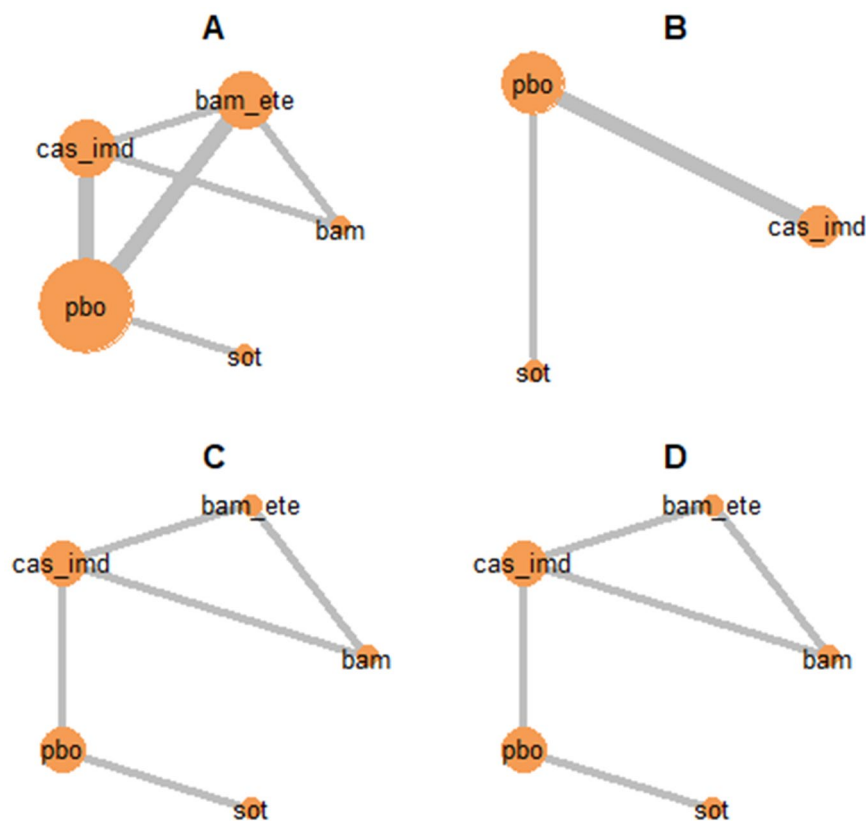 A
bam_ete
cas_imd
bam
pbo
sot
B
pbo
cas_imd
sot
C
bam_ete
cas_imd
bam
pbo
sot
D
bam_ete
cas_imd
bam
pbo
sot